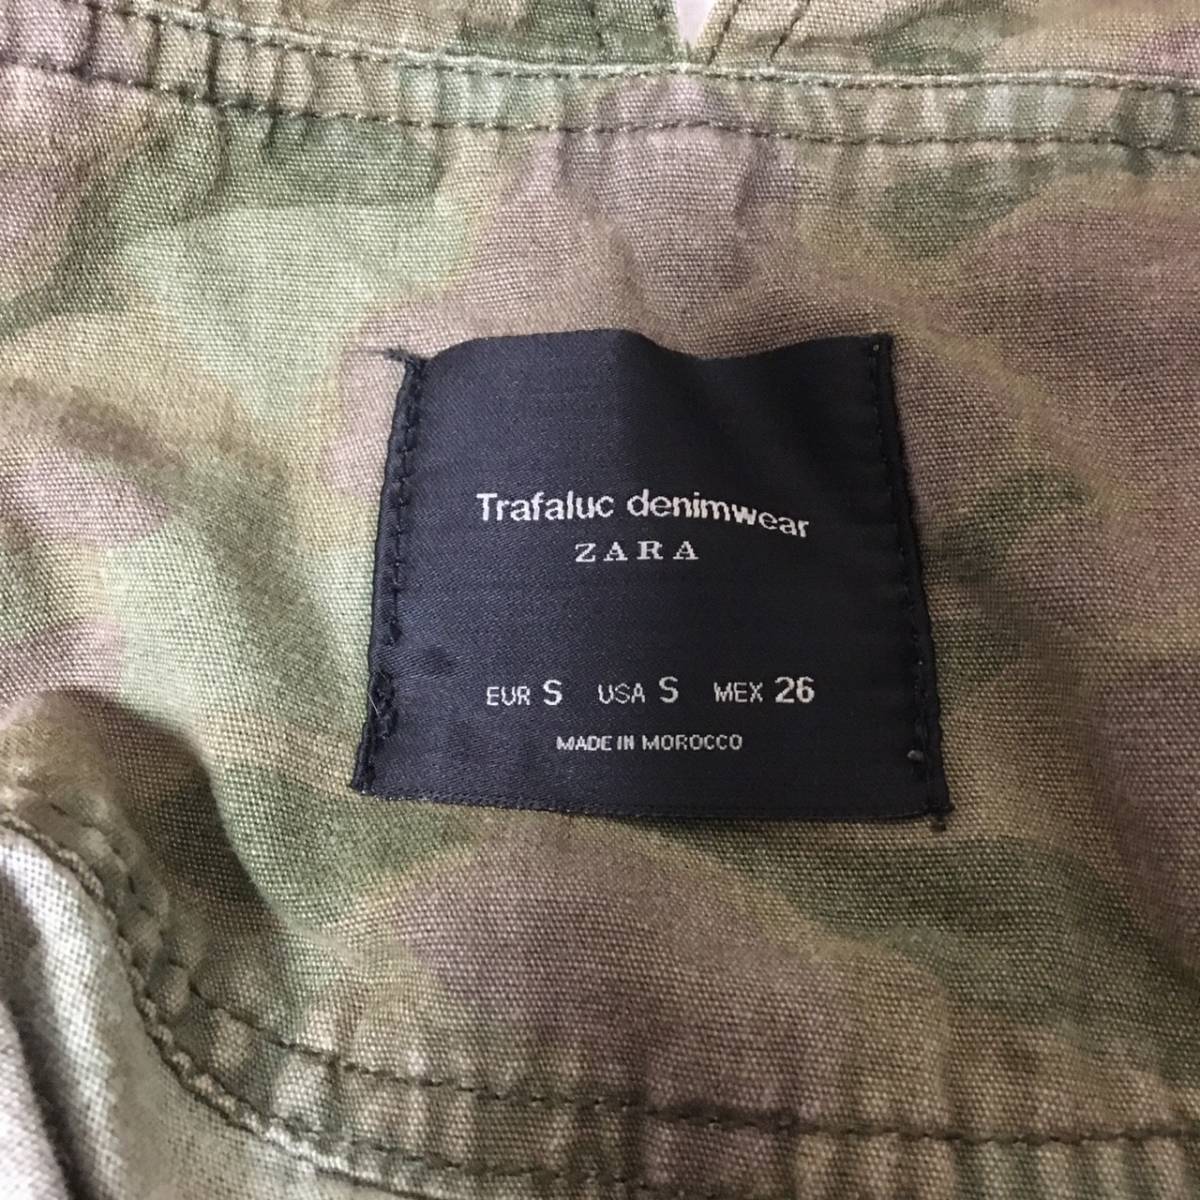 Trafaluc denimwear
ZARA
EUR S USA S MEX 26
MADE IN MOROCCO